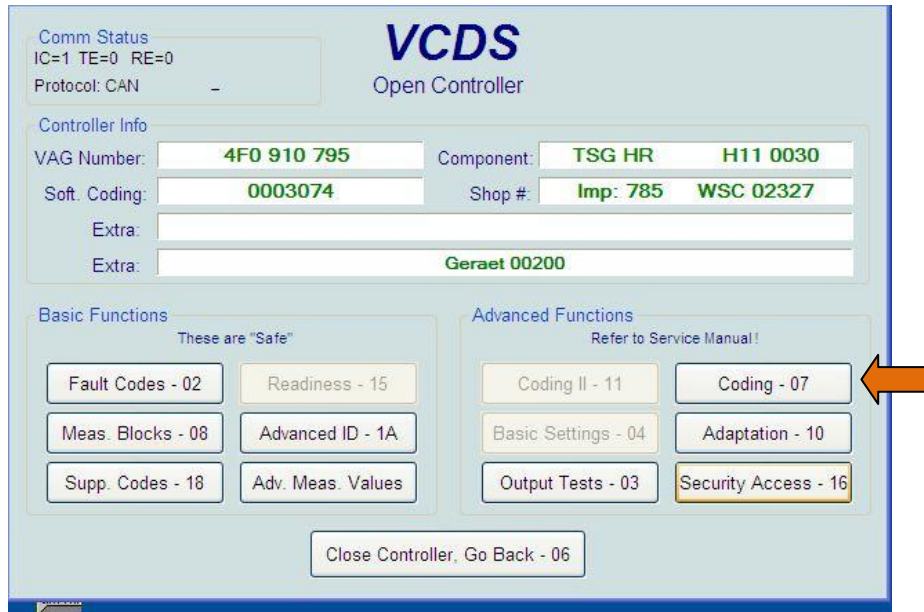 Comm Status
VCDS
IC=1 TE=0 RE=0
Protocol: CAN –
Open Controller
Controller Info
VAG Number: 4F0 910 795 Component: TSG HR H11 0030
Soft. Coding: 0003074 Shop #: Imp: 785 WSC 02327
Extra:
Extra: Geraet 00200
Basic Functions
These are "Safe"
Fault Codes - 02 Readiness - 15
Meas. Blocks - 08 Advanced ID - 1A
Supp. Codes - 18 Adv. Meas. Values
Advanced Functions
Refer to Service Manual!
Coding II - 11 Coding - 07
Basic Settings - 04 Adaptation - 10
Output Tests - 03 Security Access - 16
Close Controller, Go Back - 06